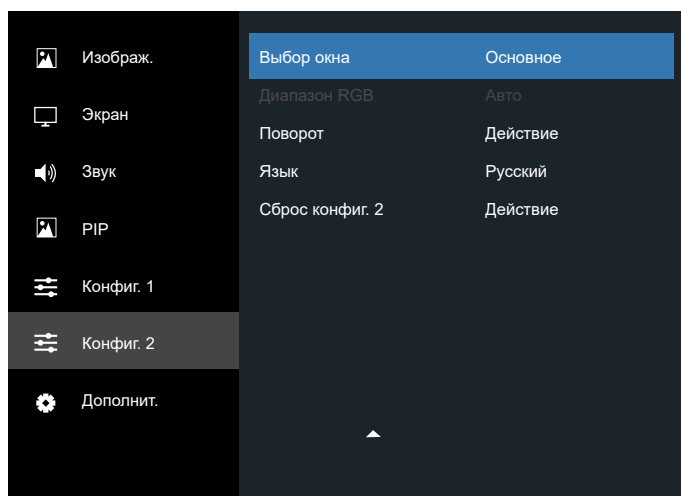 Изображ.
Экран
Звук
PIP
Конфиг. 1
Конфиг. 2
Дополнит.
Выбор окна Основное
Диапазон RGB Авто
Поворот Действие
Язык Русский
Сброс конфиг. 2 Действие